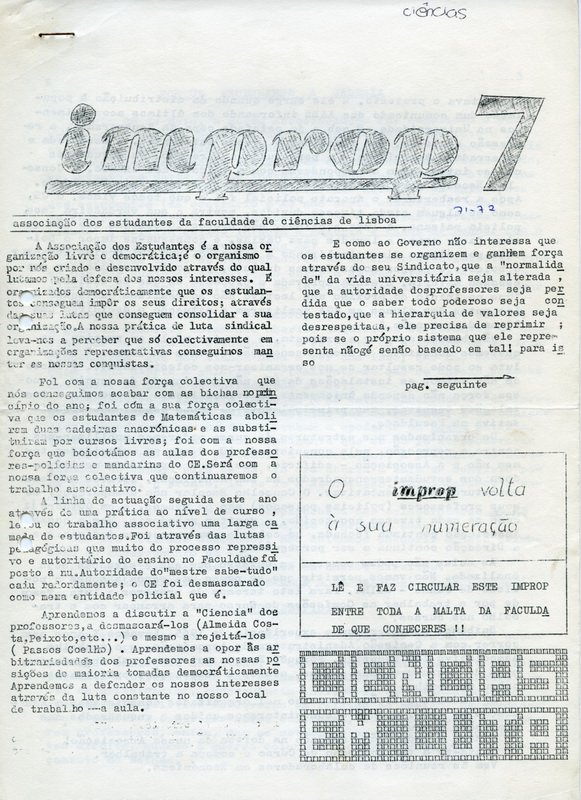 ciências
improp 7
71-72
associação dos estudantes da faculdade de ciências de lisboa
A Associação dos Estudantes é a nossa or
ganização livre e democrática;é o organismo
por nós criado e desenvolvido através do qual
lutamos pela defesa dos nossos interesses. É
organizados democráticamente que os estudan-
tes conseguem impôr os seus direitos; através
das suas lutas que conseguem consolidar a sua
organização.A nossa prática de luta sindical
leva-nos a perceber que só colectivamente em
organizações representativas conseguimos man
ter as nossas conquistas.
Foi com a nossa força colectiva que
nós conseguimos acabar com as bichas no prin
cípio do ano; foi com a sua força colecti-
va que os estudantes de Matemáticas aboli
ram duas cadeiras anacrónicas e as substi-
tuiram por cursos livres; foi com a nossa
força que boicotámos as aulas dos professo
res-polícias e mandarins do CE.Será com a
nossa força colectiva que continuaremos o
trabalho associativo.
A linha de actuação seguida este ano
através de uma prática ao nível de curso ,
levou no trabalho associativo uma larga ca
mada de estudantes.Foi através das lutas
pedagógicas que muito do processo repressi
vo e autoritário do ensino na Faculdade foi
posto a nu.Autoridade do"mestre sabe-tudo"
caiu redondamente; o CE foi desmascarado
como mera entidade policial que é.
Aprendemos a discutir a "Ciencia" dos
professores,a desmascará-los (Almeida Cos-
ta,Peixoto,etc...) e mesmo a rejeitá-los
( Passos Coelho) . Aprendemos a opôr às ar
bitrariedades dos professores as nossas po
sições de maioria tomadas democráticamente
Aprendemos a defender os nossos interesses
através da luta constante no nosso local
de trabalho —a aula.
E como ao Governo não interessa que
os estudantes se organizem e ganhem força
através do seu Sindicato,que a "normalida
de" da vida universitária seja alterada ,
que a autoridade dosprofessores seja per
dida que o saber todo poderoso seja con
testado,que a hierarquia de valores seja
desrespeitada, ele precisa de reprimir ;
pois se o próprio sistema que ele repre-
senta nãogé senão baseado em tal! para is
so
pag. seguinte
O improp volta
à sua numeração
LÊ E FAZ CIRCULAR ESTE IMPROP
ENTRE TODA A MALTA DA FACULDA
DE QUE CONHECERES !!
CIENCIAS
EM LUTA